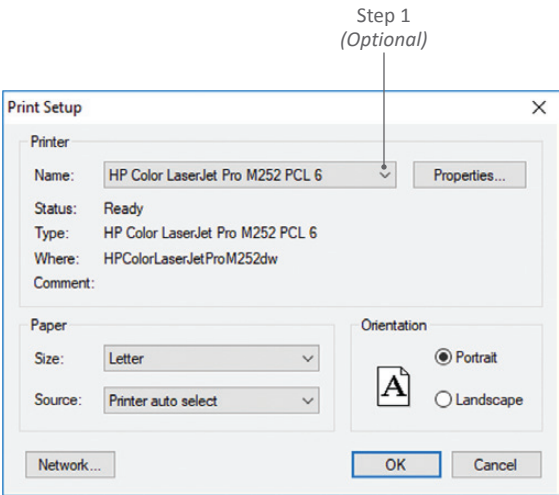 Step 1
(Optional)
Print Setup
Printer
Name: HP Color LaserJet Pro M252 PCL 6 Properties...
Status: Ready
Type: HP Color LaserJet Pro M252 PCL 6
Where: HPColorLaserJetProM252dw
Comment:
Paper Orientation
Size: Letter Portrait
A
Source: Printer auto select Landscape
Network... OK Cancel